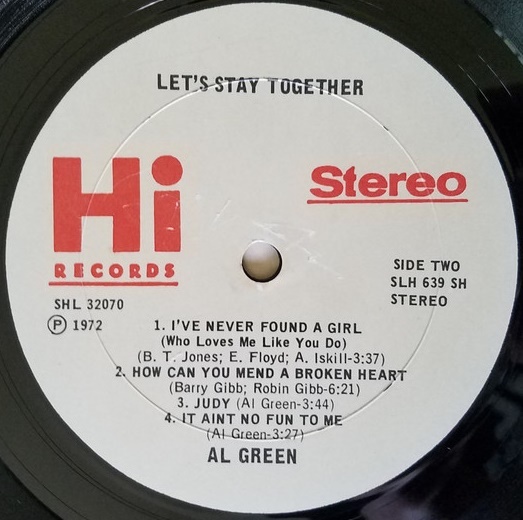 LET'S STAY TOGETHER
Hi
RECORDS
Stereo
SHL 32070
Ⓟ 1972
SIDE TWO
SLH 639 SH
STEREO
1. I'VE NEVER FOUND A GIRL
(Who Loves Me Like You Do)
(B. T. Jones; E. Floyd; A. Iskill-3:37)
2. HOW CAN YOU MEND A BROKEN HEART
(Barry Gibb; Robin Gibb-6:21)
3. JUDY (Al Green-3:44)
4. IT AINT NO FUN TO ME
(Al Green-3:27)
AL GREEN